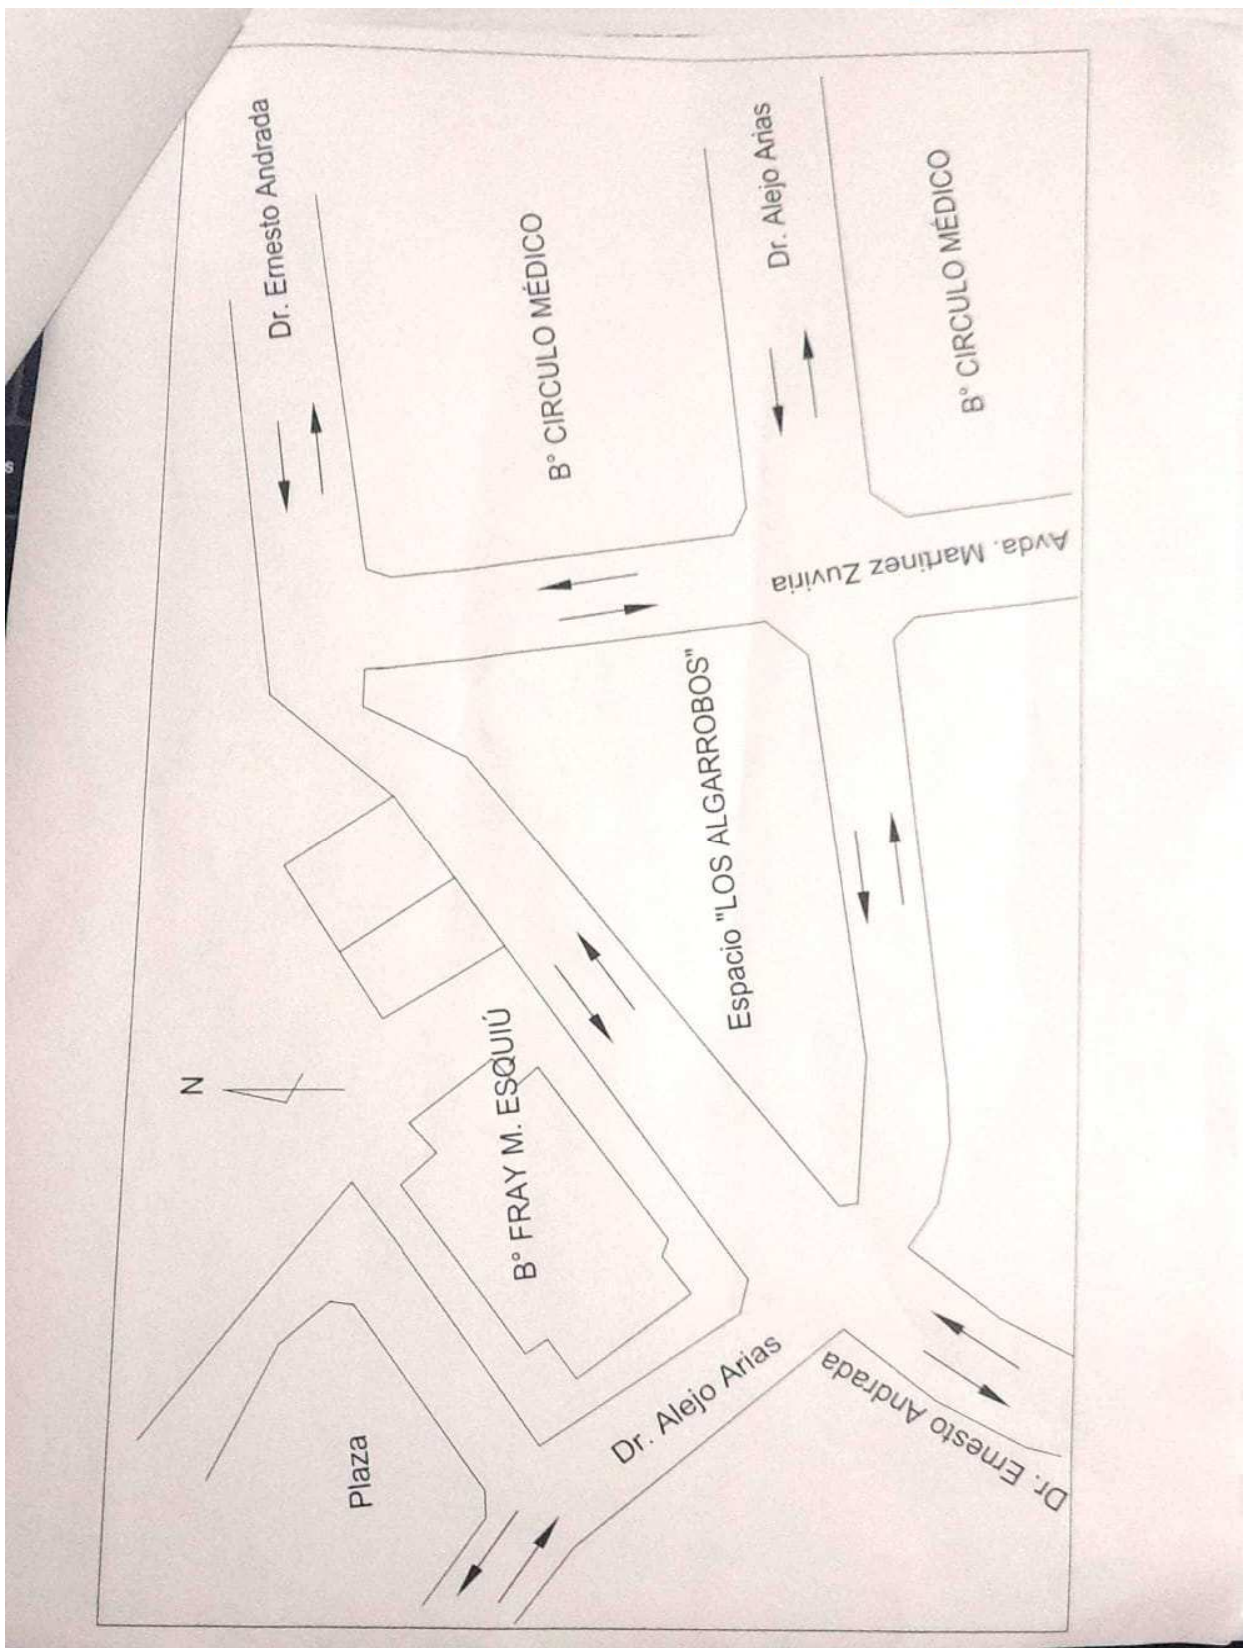 Dr. Ernesto Andrada
B° CIRCULO MÉDICO
Dr. Alejo Arias
B° CIRCULO MÉDICO
Avda. Martinez Zuviria
Espacio "LOS ALGARROBOS"
N
B° FRAY M. ESQUIÚ
Plaza
Dr. Alejo Arias
Dr. Ernesto Andrada
s